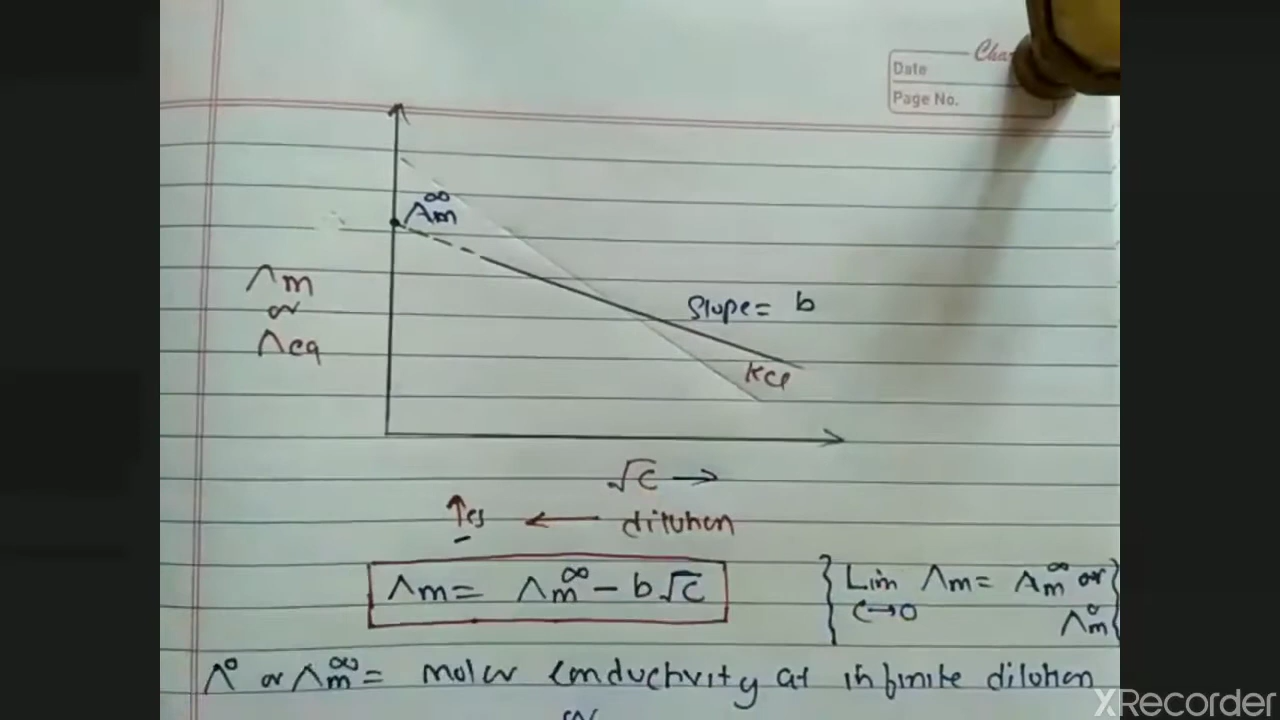 Date
Page No.
Λm∞
Λm
or
Λeq
Slope = b
KCl
√C →
↑es ← dilution
Λm = Λm∞ − b√C
{ Lim Λm = Λm∞ or
C→0 Λm° }
Λ° or Λm∞ = molar conductivity at infinite dilution
XRecorder